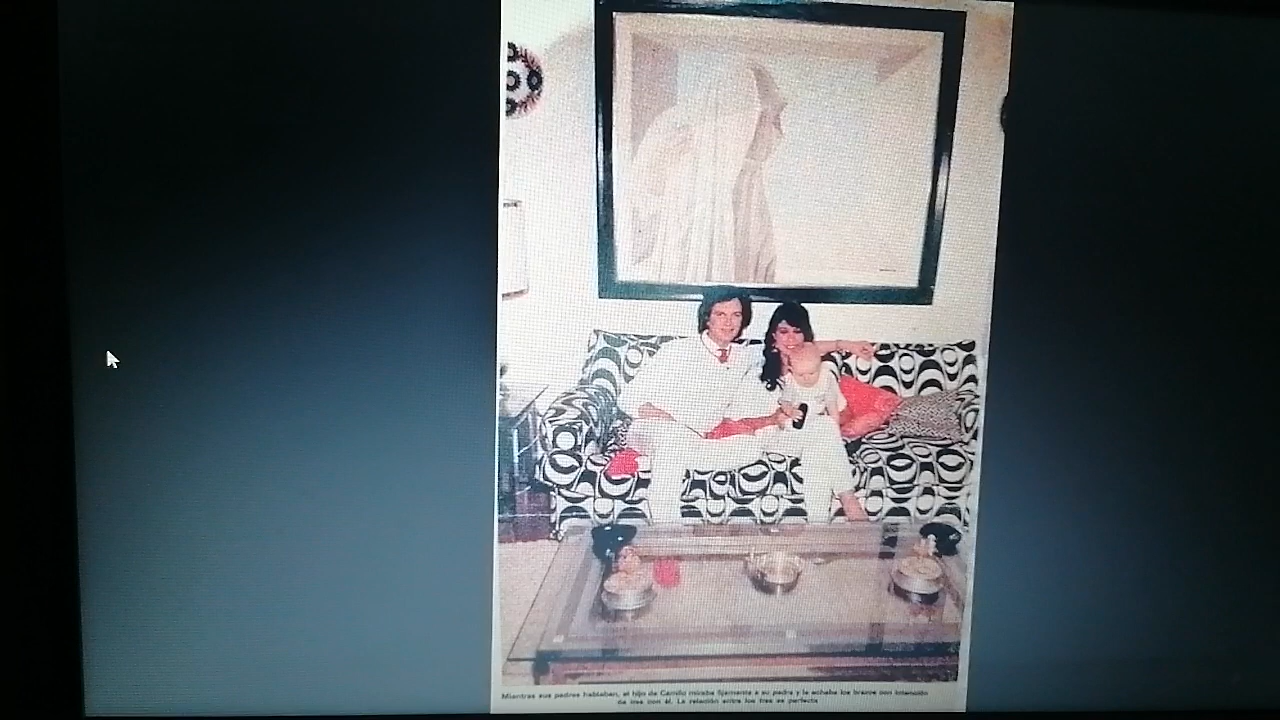 Mientras sus padres hablaban, el hijo de Camilo miraba fijamente a su padre y le echaba los brazos con intención
de irse con él. La relación entre los tres es perfecta